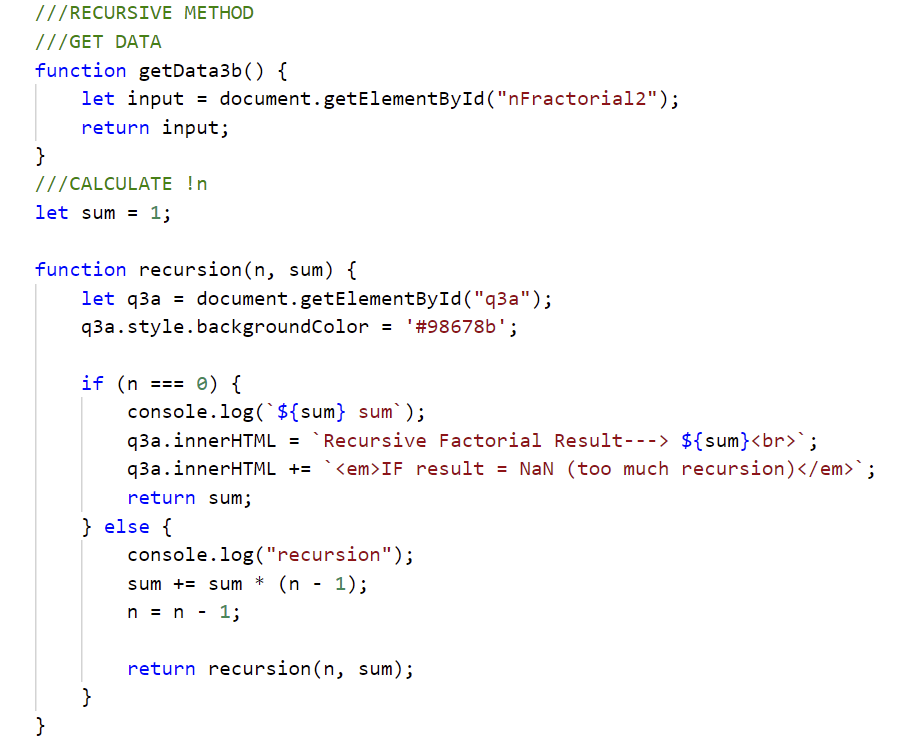 ///RECURSIVE METHOD
///GET DATA
function getData3b() {
    let input = document.getElementById("nFractorial2");
    return input;
}
///CALCULATE !n
let sum = 1;

function recursion(n, sum) {
    let q3a = document.getElementById("q3a");
    q3a.style.backgroundColor = '#98678b';

    if (n === 0) {
        console.log(`${sum} sum`);
        q3a.innerHTML = `Recursive Factorial Result---> ${sum}<br>`;
        q3a.innerHTML += `<em>IF result = NaN (too much recursion)</em>`;
        return sum;
    } else {
        console.log("recursion");
        sum += sum * (n - 1);
        n = n - 1;

        return recursion(n, sum);
    }
}